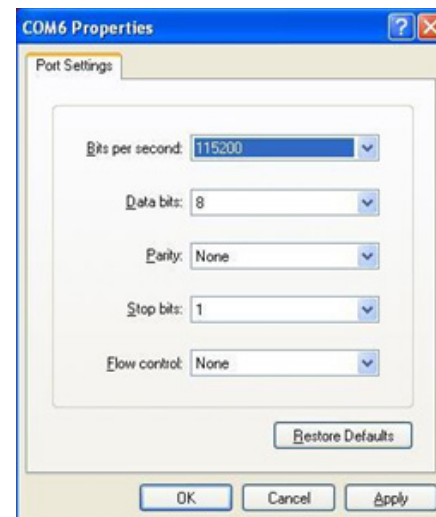 COM6 Properties
Port Settings
Bits per second: 115200
Data bits: 8
Parity: None
Stop bits: 1
Flow control: None
Restore Defaults
OK Cancel Apply